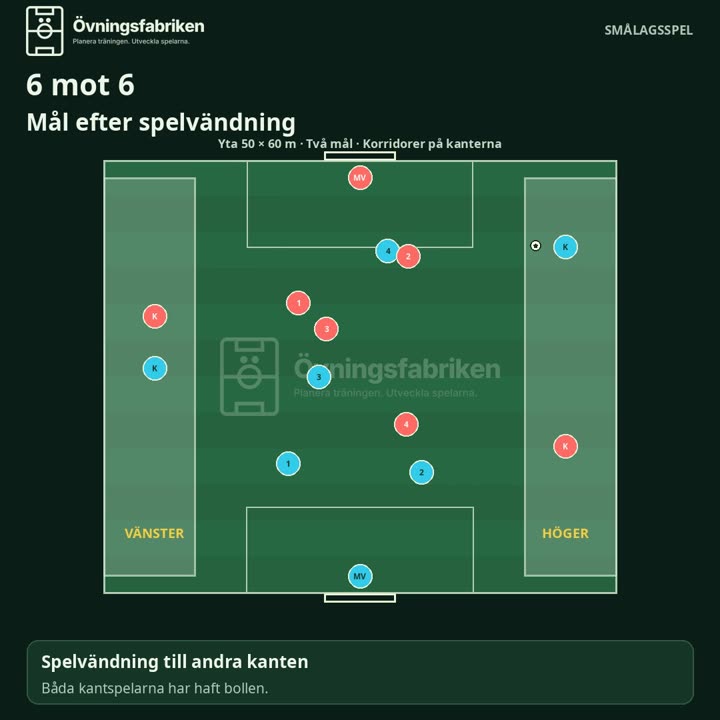 Övningsfabriken
Planera träningen. Utveckla spelarna.
SMÅLAGSSPEL
6 mot 6
Mål efter spelvändning
Yta 50 × 60 m · Två mål · Korridorer på kanterna
MV
4
2
K
1
K
3
Övningsfabriken
K
3
Planera träningen. Utveckla spelarna.
4
K
1
2
VÄNSTER
HÖGER
MV
Spelvändning till andra kanten
Båda kantspelarna har haft bollen.